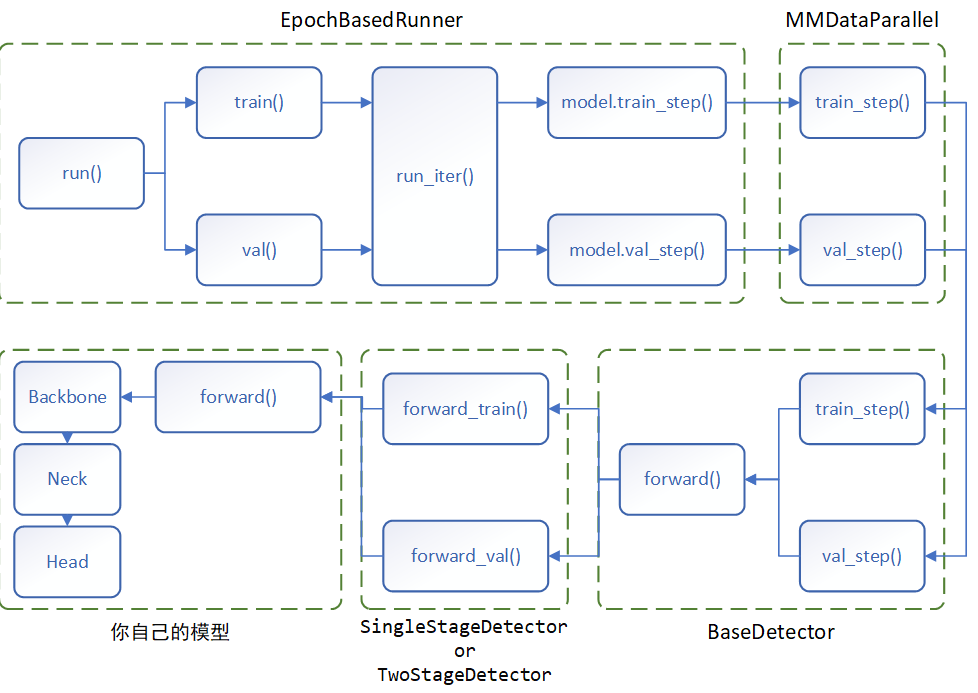 EpochBasedRunner
MMDataParallel
train()
model.train_step()
train_step()
run()
run_iter()
val()
model.val_step()
val_step()
Backbone
forward()
forward_train()
train_step()
Neck
forward()
Head
forward_val()
val_step()
你自己的模型
SingleStageDetector
or
TwoStageDetector
BaseDetector